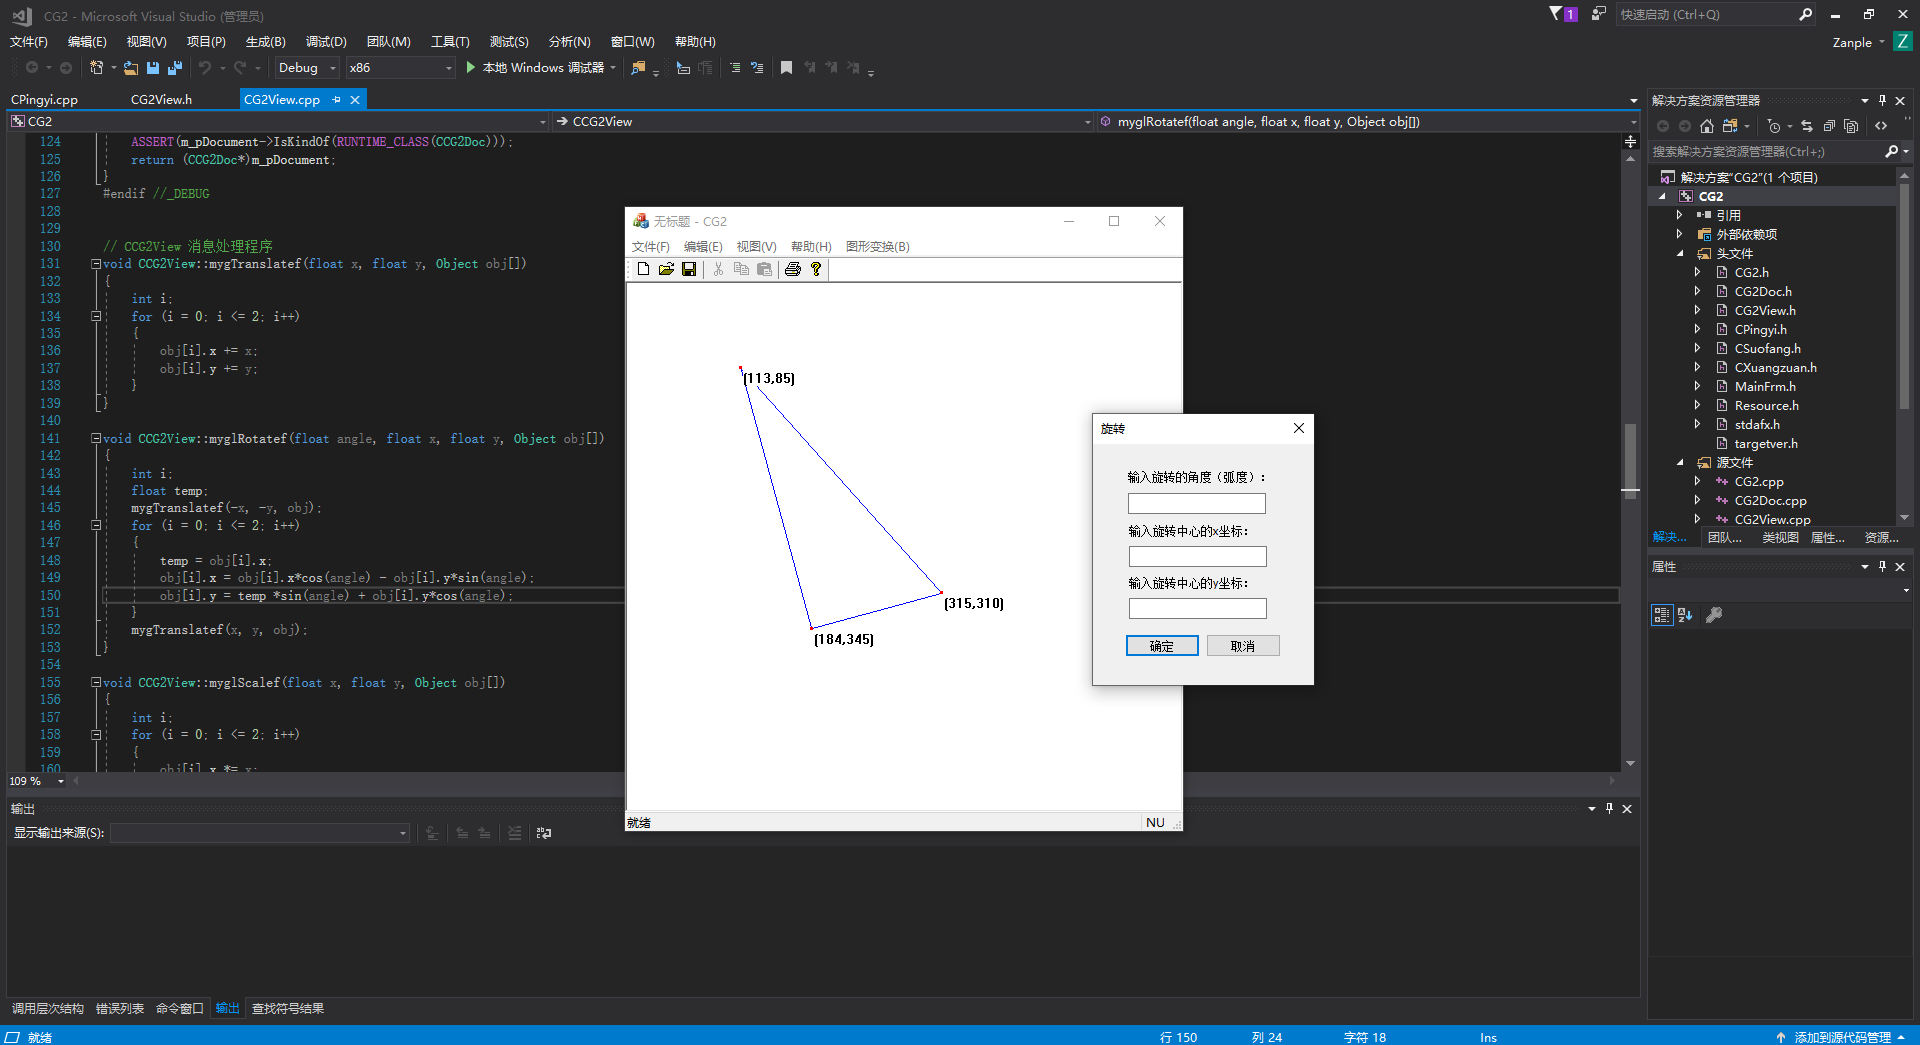 CG2 - Microsoft Visual Studio (管理员)
1
快速启动 (Ctrl+Q)
文件(F) 编辑(E) 视图(V) 项目(P) 生成(B) 调试(D) 团队(M) 工具(T) 测试(S) 分析(N) 窗口(W) 帮助(H)
Zanple Z
Debug x86 本地 Windows 调试器
CPingyi.cpp CG2View.h CG2View.cpp
CG2 CCG2View myglRotatef(float angle, float x, float y, Object obj[])
124 ASSERT(m_pDocument->IsKindOf(RUNTIME_CLASS(CCG2Doc)));
125 return (CCG2Doc*)m_pDocument;
126 }
127 #endif //_DEBUG
128
129
130 // CCG2View 消息处理程序
131 void CCG2View::mygTranslatef(float x, float y, Object obj[])
132 {
133 int i;
134 for (i = 0; i <= 2; i++)
135 {
136 obj[i].x += x;
137 obj[i].y += y;
138 }
139 }
140
141 void CCG2View::myglRotatef(float angle, float x, float y, Object obj[])
142 {
143 int i;
144 float temp;
145 mygTranslatef(-x, -y, obj);
146 for (i = 0; i <= 2; i++)
147 {
148 temp = obj[i].x;
149 obj[i].x = obj[i].x*cos(angle) - obj[i].y*sin(angle);
150 obj[i].y = temp *sin(angle) + obj[i].y*cos(angle);
151 }
152 mygTranslatef(x, y, obj);
153 }
154
155 void CCG2View::myglScalef(float x, float y, Object obj[])
156 {
157 int i;
158 for (i = 0; i <= 2; i++)
159 {
160 obj[i].x *= x;
109 %
无标题 - CG2
文件(F) 编辑(E) 视图(V) 帮助(H) 图形变换(B)
(113,85)
(315,310)
(184,345)
就绪 NU
旋转
输入旋转的角度（弧度）:
输入旋转中心的x坐标:
输入旋转中心的y坐标:
确定 取消
解决方案资源管理器
搜索解决方案资源管理器(Ctrl+;)
解决方案"CG2"(1 个项目)
CG2
引用
外部依赖项
头文件
CG2.h
CG2Doc.h
CG2View.h
CPingyi.h
CSuofang.h
CXuangzuan.h
MainFrm.h
Resource.h
stdafx.h
targetver.h
源文件
CG2.cpp
CG2Doc.cpp
CG2View.cpp
解决... 团队... 类视图 属性... 资源...
属性
输出
显示输出来源(S):
调用层次结构 错误列表 命令窗口 输出 查找符号结果
就绪 行 150 列 24 字符 18 Ins 添加到源代码管理